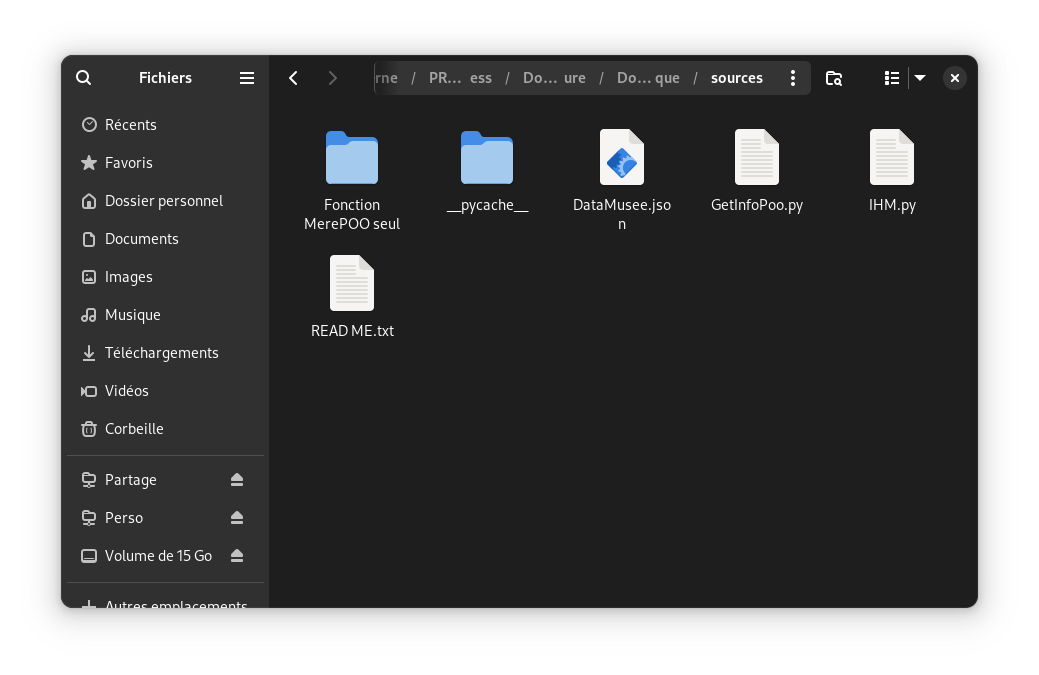 Fichiers
rne / PR… ess / Do… ure / Do… que / sources
Récents
Favoris
Dossier personnel
Documents
Images
Musique
Téléchargements
Vidéos
Corbeille
Partage
Perso
Volume de 15 Go
Autres emplacements
Fonction
MerePOO seul
__pycache__
DataMusee.jso
n
GetInfoPoo.py
IHM.py
READ ME.txt